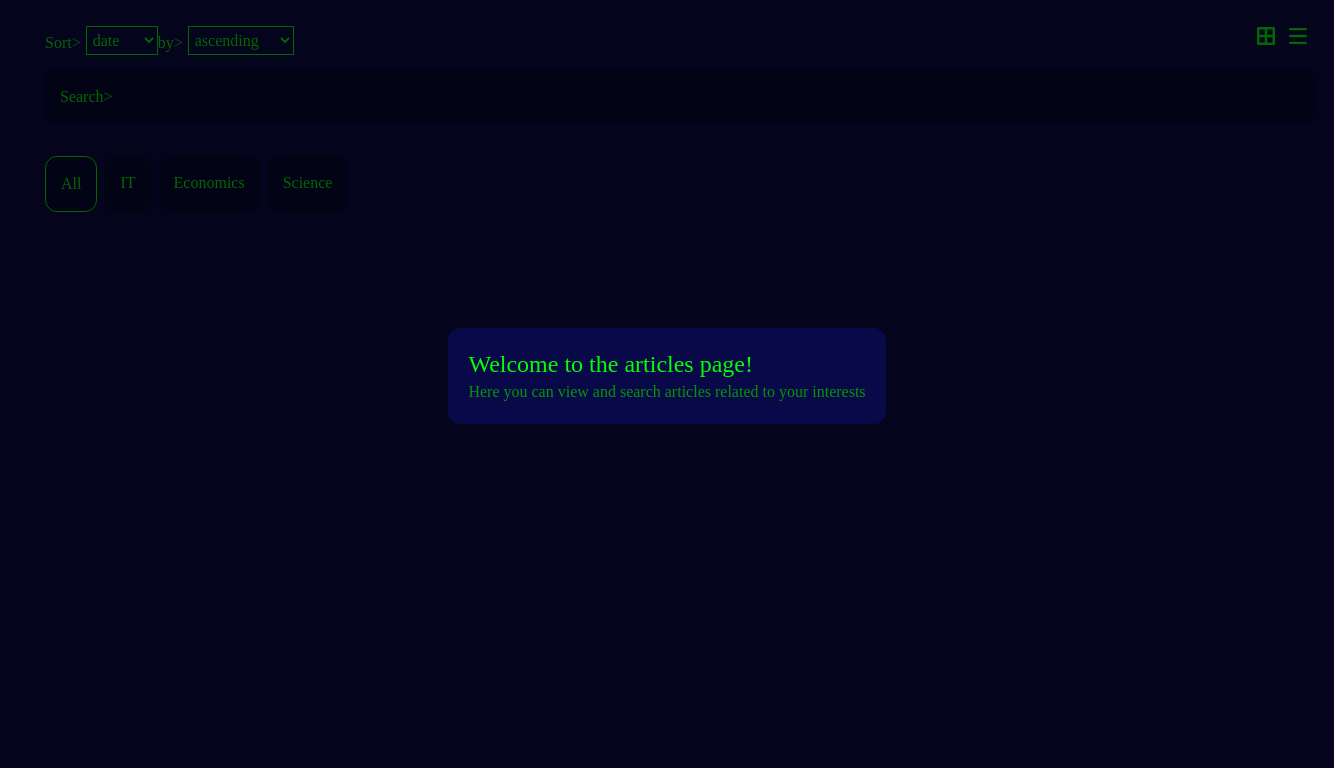 Sort> date by> ascending
Search>
All IT Economics Science
Welcome to the articles page!
Here you can view and search articles related to your interests